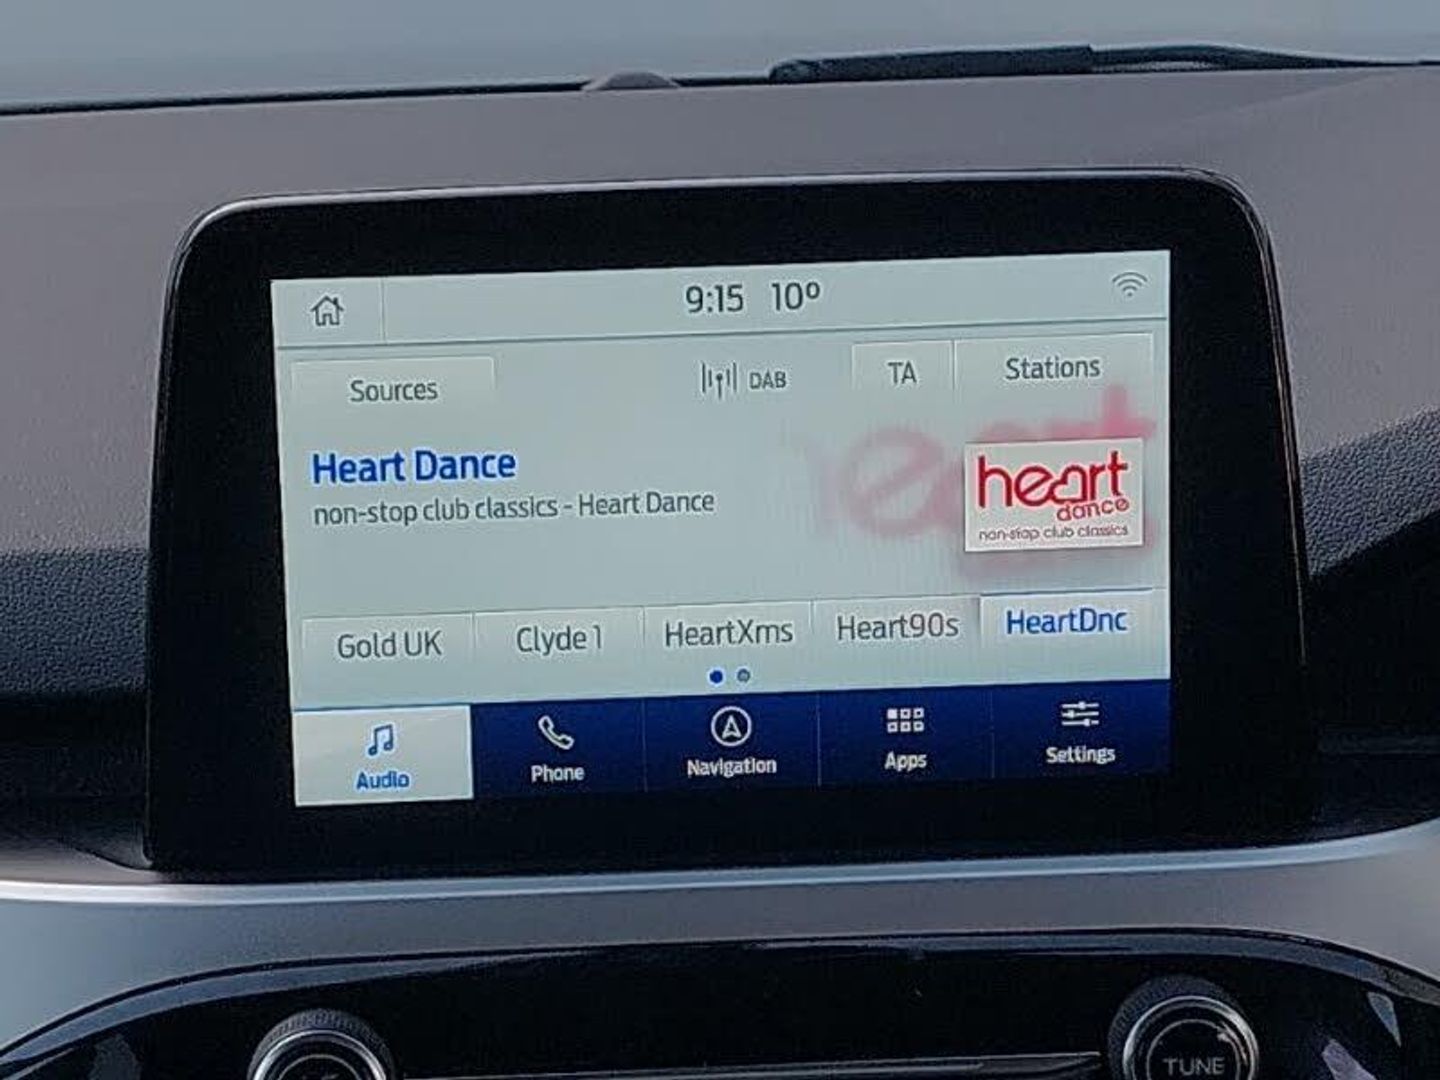 9:15 10º
Sources
DAB
TA
Stations
Heart Dance
non-stop club classics - Heart Dance
heart
dance
non-stop club classics
Gold UK
Clyde 1
HeartXms
Heart90s
HeartDnc
Audio
Phone
Navigation
Apps
Settings
TUNE